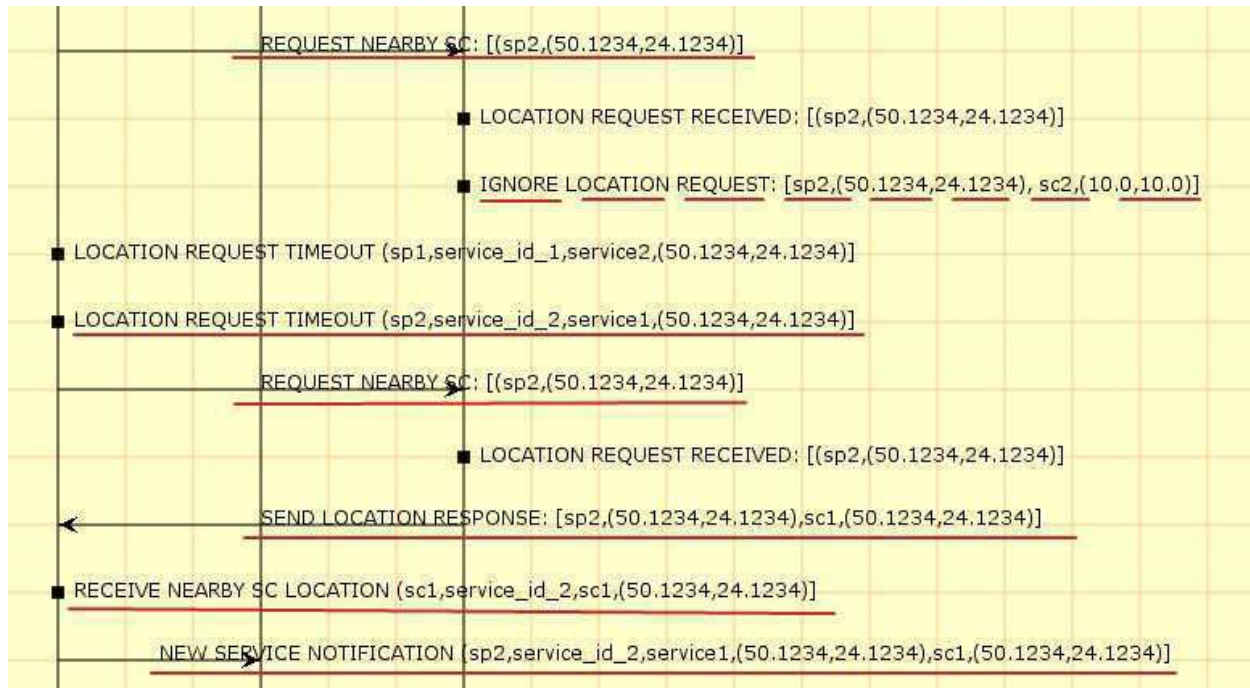 REQUEST NEARBY SC: [(sp2,(50.1234,24.1234)]
LOCATION REQUEST RECEIVED: [(sp2,(50.1234,24.1234)]
IGNORE LOCATION REQUEST: [sp2,(50.1234,24.1234), sc2,(10.0,10.0)]
LOCATION REQUEST TIMEOUT (sp1,service_id_1,service2,(50.1234,24.1234)]
LOCATION REQUEST TIMEOUT (sp2,service_id_2,service1,(50.1234,24.1234)]
REQUEST NEARBY SC: [(sp2,(50.1234,24.1234)]
LOCATION REQUEST RECEIVED: [(sp2,(50.1234,24.1234)]
SEND LOCATION RESPONSE: [sp2,(50.1234,24.1234),sc1,(50.1234,24.1234)]
RECEIVE NEARBY SC LOCATION (sc1,service_id_2,sc1,(50.1234,24.1234)]
NEW SERVICE NOTIFICATION (sp2,service_id_2,service1,(50.1234,24.1234),sc1,(50.1234,24.1234)]